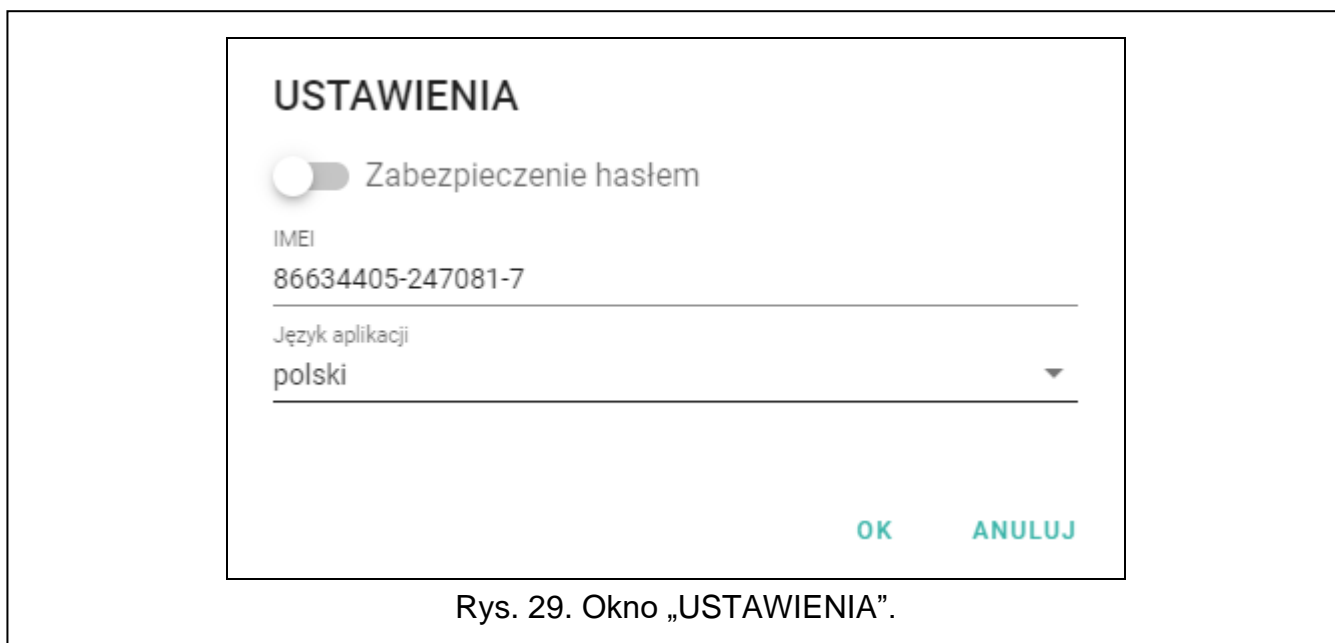 USTAWIENIA
Zabezpieczenie hasłem
IMEI
86634405-247081-7
Język aplikacji
polski
OK ANULUJ
Rys. 29. Okno „USTAWIENIA”.